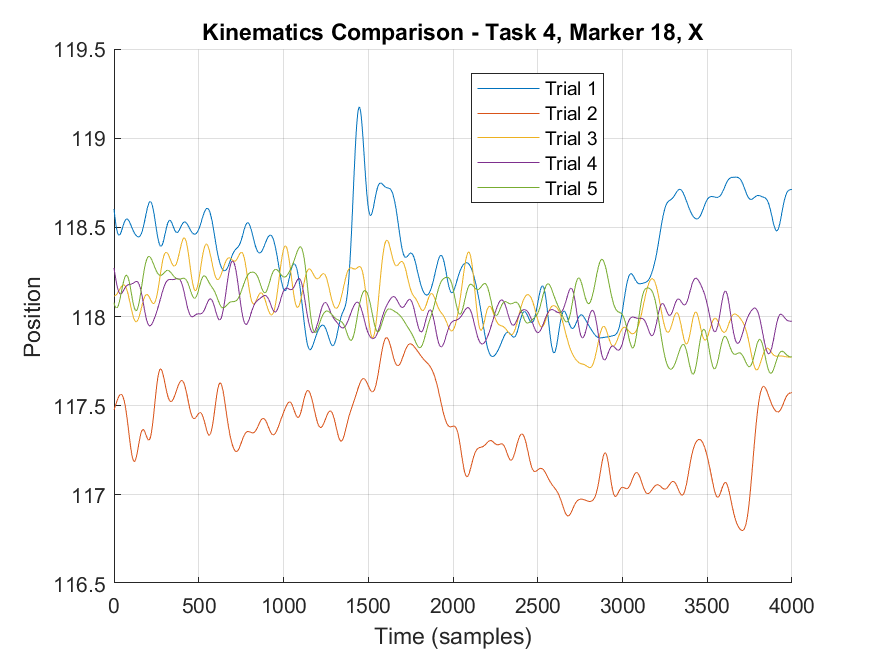 Kinematics Comparison - Task 4, Marker 18, X
119.5
119
118.5
118
117.5
117
116.5
Position
Trial 1
Trial 2
Trial 3
Trial 4
Trial 5
0 500 1000 1500 2000 2500 3000 3500 4000
Time (samples)